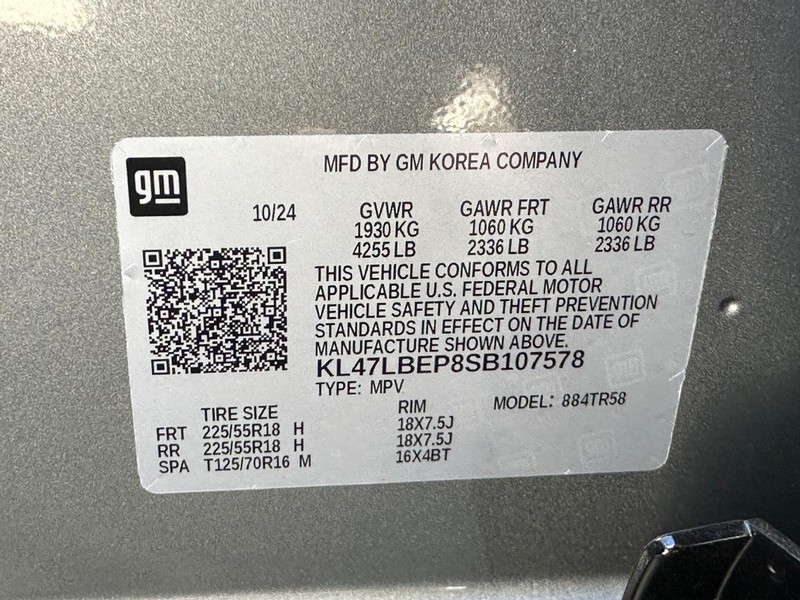 gm
MFD BY GM KOREA COMPANY
10/24 GVWR GAWR FRT GAWR RR
1930 KG 1060 KG 1060 KG
4255 LB 2336 LB 2336 LB
THIS VEHICLE CONFORMS TO ALL
APPLICABLE U.S. FEDERAL MOTOR
VEHICLE SAFETY AND THEFT PREVENTION
STANDARDS IN EFFECT ON THE DATE OF
MANUFACTURE SHOWN ABOVE.
KL47LBEP8SB107578
TYPE: MPV
TIRE SIZE RIM MODEL: 884TR58
FRT 225/55R18 H 18X7.5J
RR 225/55R18 H 18X7.5J
SPA T125/70R16 M 16X4BT